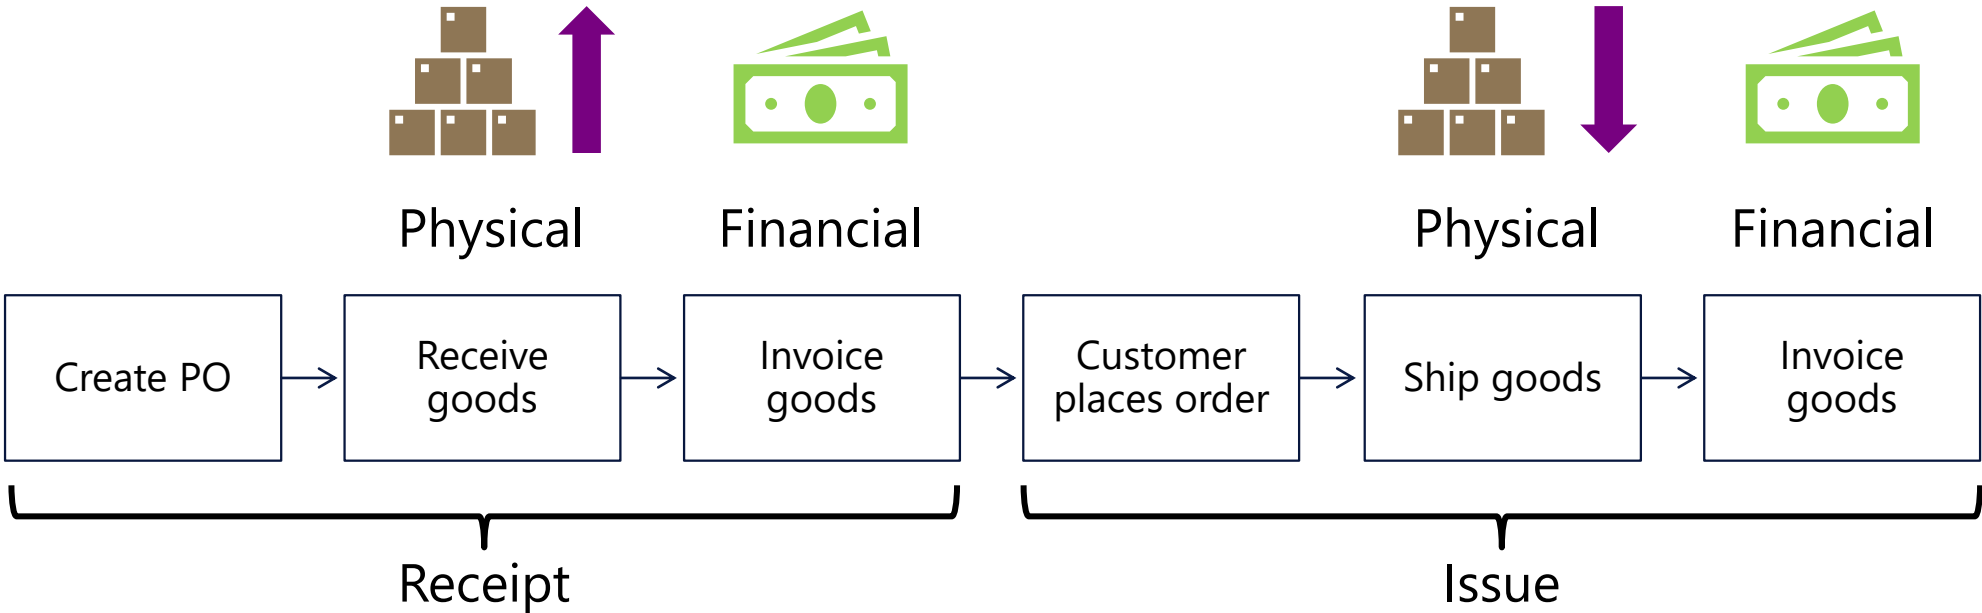 Physical
Financial
Physical
Financial
Create PO
Receive
goods
Invoice
goods
Customer
places order
Ship goods
Invoice
goods
Receipt
Issue